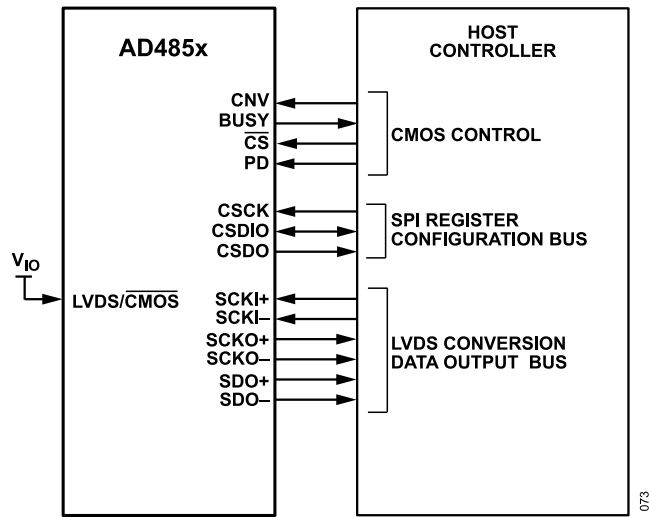 AD485x
HOST
CONTROLLER
CNV
BUSY
CS
PD
CMOS CONTROL
CSCK
CSDIO
CSDO
SPI REGISTER
CONFIGURATION BUS
VIO
LVDS/CMOS
SCKI+
SCKI–
SCKO+
SCKO–
SDO+
SDO–
LVDS CONVERSION
DATA OUTPUT BUS
073